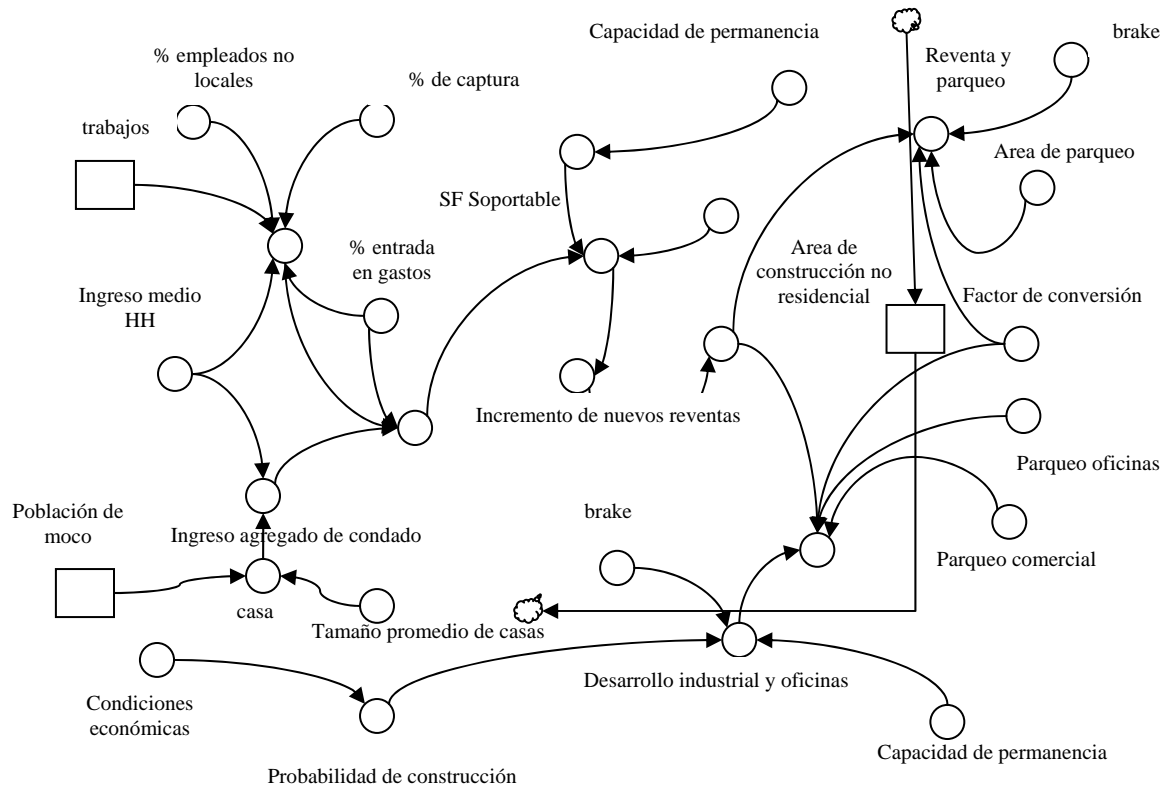 Capacidad de permanencia
brake
Reventa y
parqueo
% empleados no
locales
% de captura
trabajos
Area de parqueo
SF Soportable
% entrada
en gastos
Area de
construcción no
residencial
Ingreso medio
HH
Factor de conversión
Incremento de nuevos reventas
Parqueo oficinas
Población de
moco
Ingreso agregado de condado
brake
Parqueo comercial
casa
Tamaño promedio de casas
Desarrollo industrial y oficinas
Condiciones
económicas
Capacidad de permanencia
Probabilidad de construcción